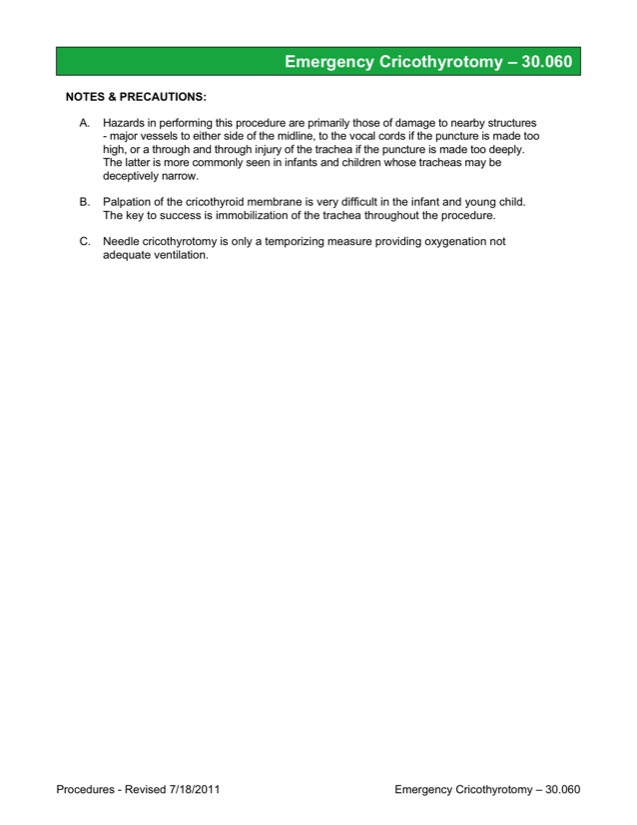 Emergency Cricothyrotomy – 30.060
NOTES & PRECAUTIONS:
A. Hazards in performing this procedure are primarily those of damage to nearby structures
- major vessels to either side of the midline, to the vocal cords if the puncture is made too
high, or a through and through injury of the trachea if the puncture is made too deeply.
The latter is more commonly seen in infants and children whose tracheas may be
deceptively narrow.
B. Palpation of the cricothyroid membrane is very difficult in the infant and young child.
The key to success is immobilization of the trachea throughout the procedure.
C. Needle cricothyrotomy is only a temporizing measure providing oxygenation not
adequate ventilation.
Procedures - Revised 7/18/2011
Emergency Cricothyrotomy – 30.060